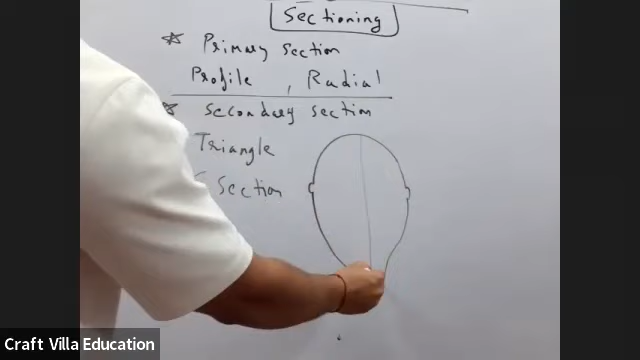 Sectioning
☆ Primary section
Profile , Radial
☆ Secondary section
Triangle
Section
Craft Villa Education